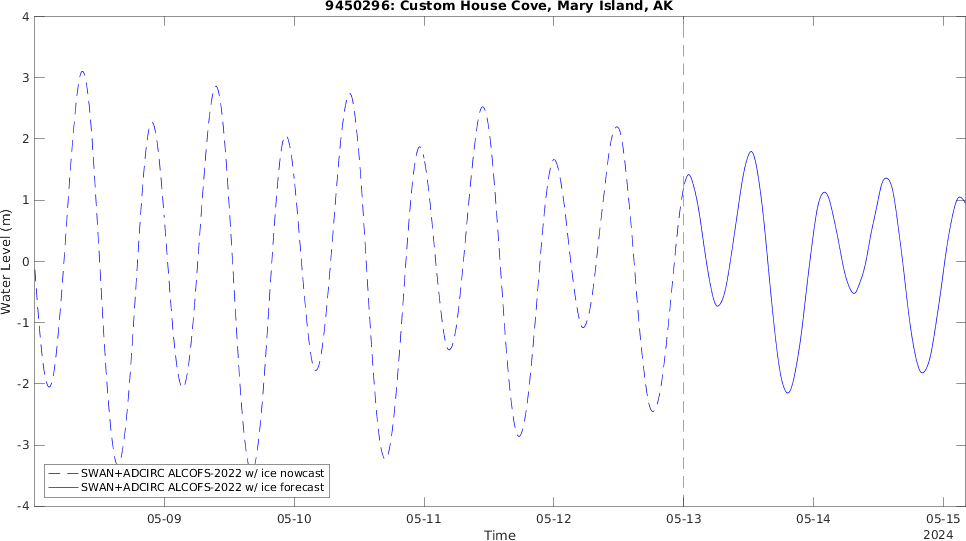 9450296: Custom House Cove, Mary Island, AK
4
3
2
1
0
-1
-2
-3
-4
Water Level (m)
SWAN+ADCIRC ALCOFS-2022 w/ ice nowcast
SWAN+ADCIRC ALCOFS-2022 w/ ice forecast
05-09 05-10 05-11 05-12 05-13 05-14 05-15
Time 2024